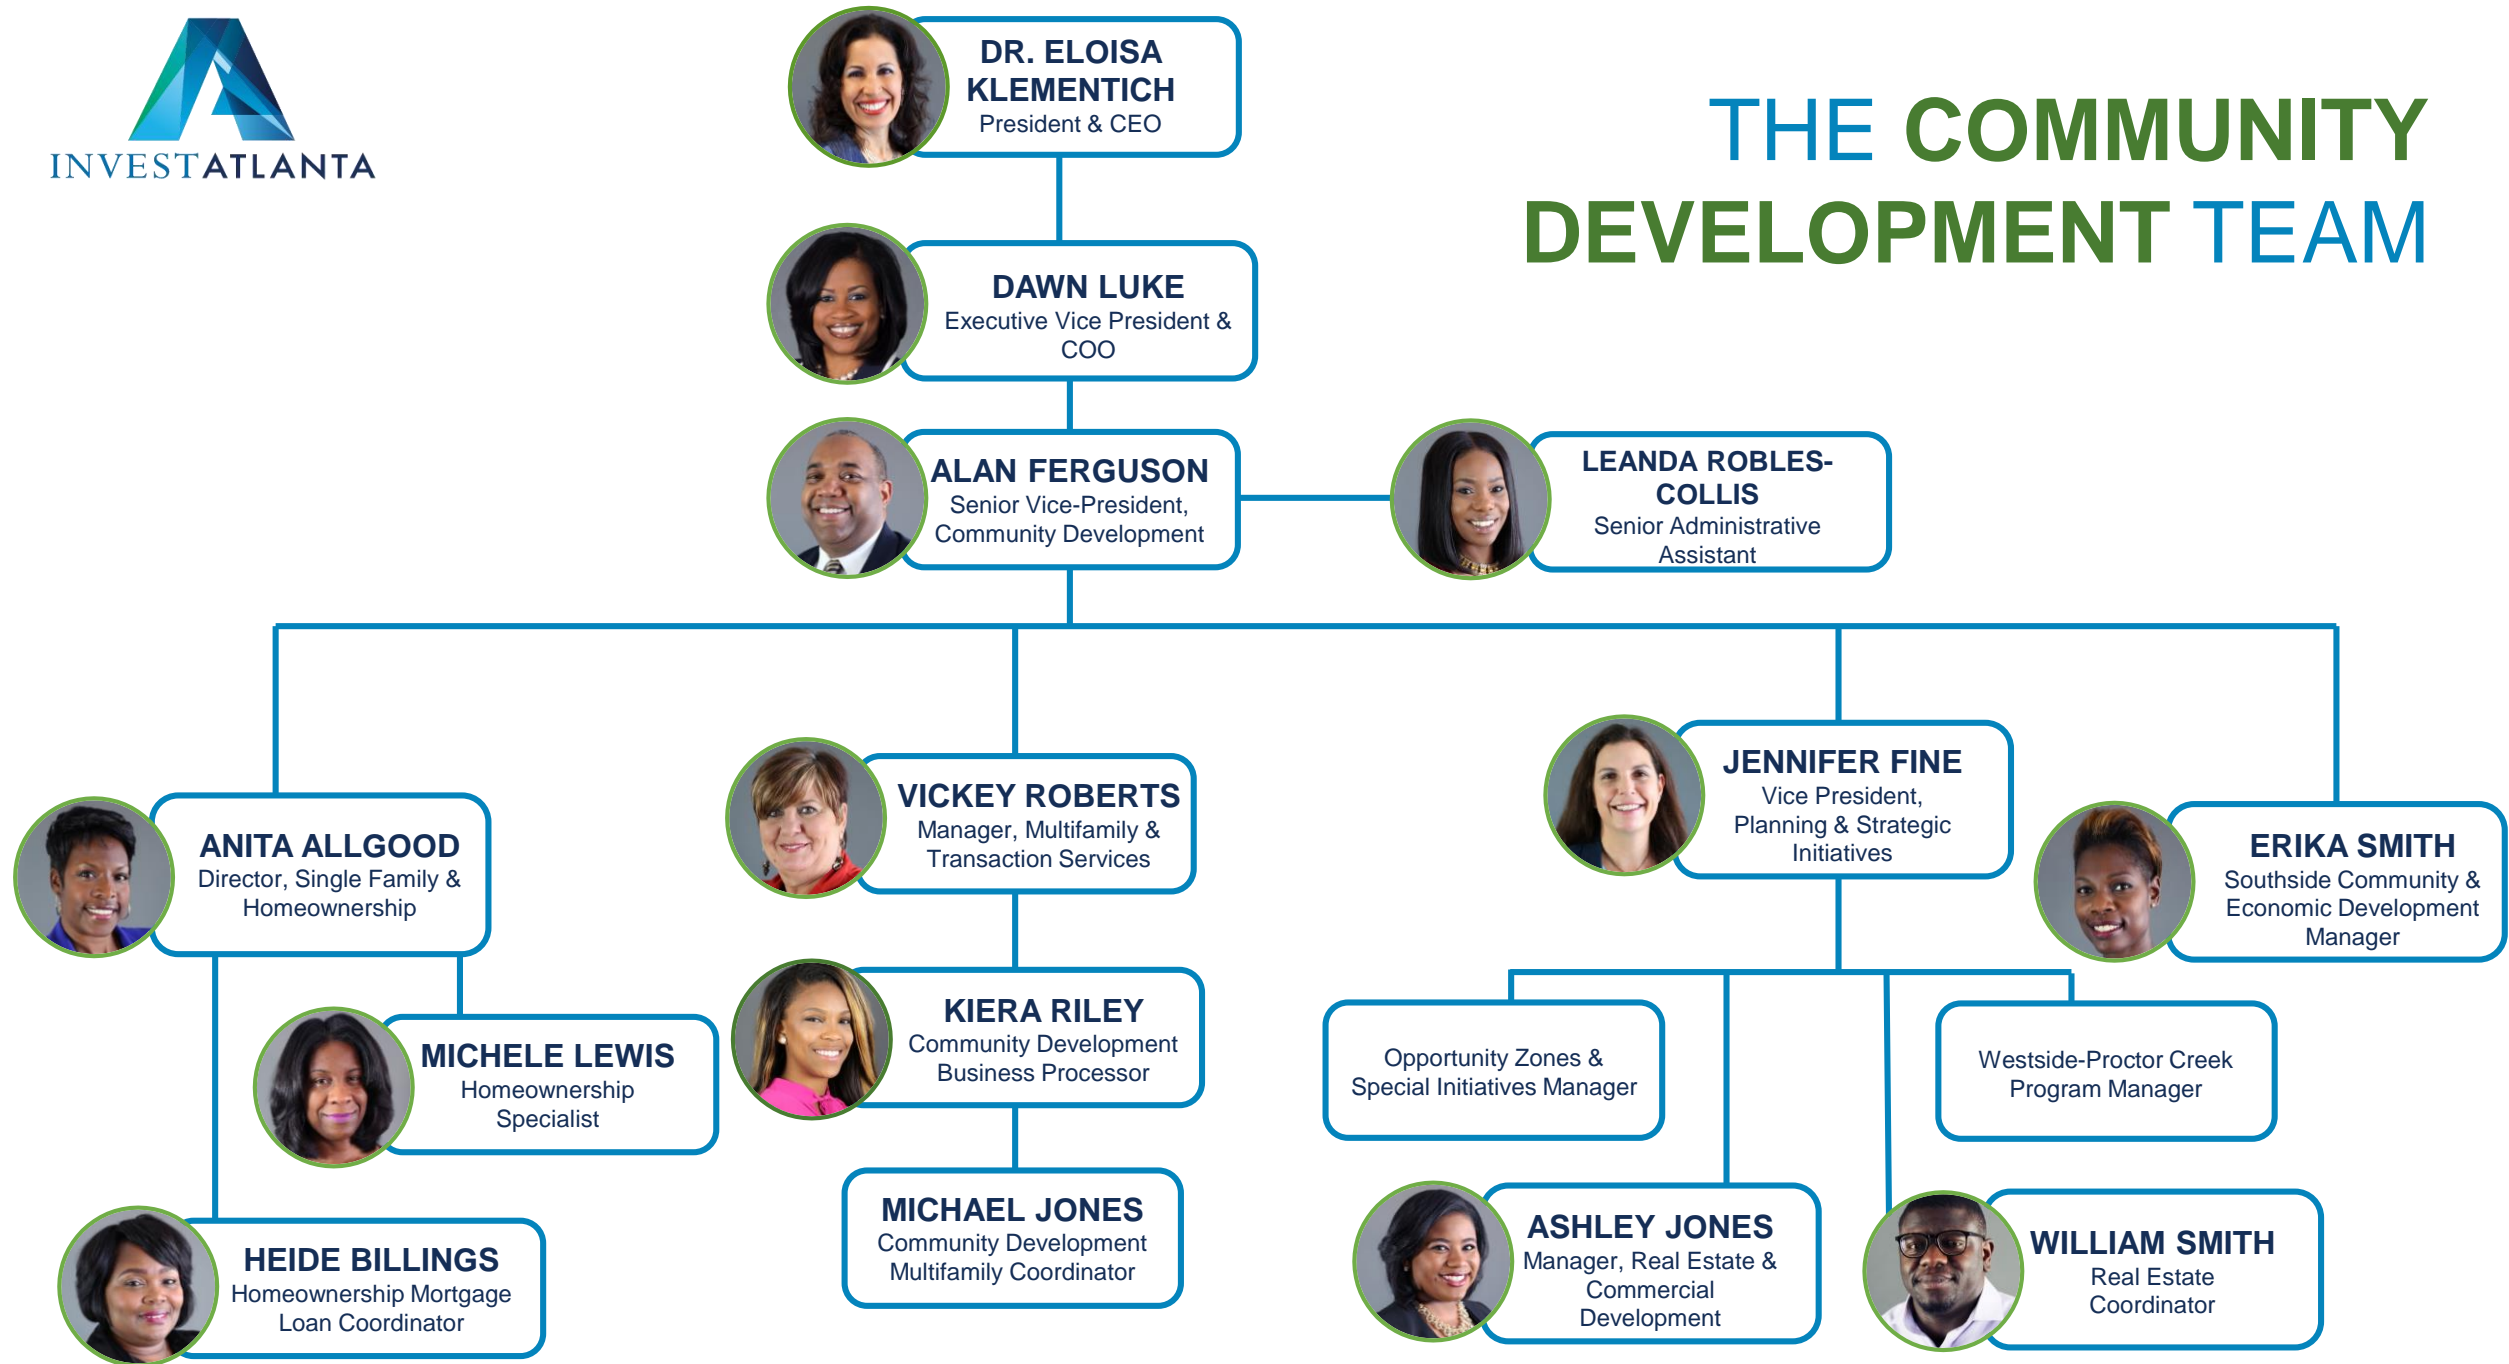 INVESTATLANTA
THE COMMUNITY
DEVELOPMENT TEAM
DR. ELOISA
KLEMENTICH
President & CEO
DAWN LUKE
Executive Vice President &
COO
ALAN FERGUSON
Senior Vice-President,
Community Development
LEANDA ROBLES-
COLLIS
Senior Administrative
Assistant
ANITA ALLGOOD
Director, Single Family &
Homeownership
MICHELE LEWIS
Homeownership
Specialist
HEIDE BILLINGS
Homeownership Mortgage
Loan Coordinator
VICKEY ROBERTS
Manager, Multifamily &
Transaction Services
KIERA RILEY
Community Development
Business Processor
MICHAEL JONES
Community Development
Multifamily Coordinator
JENNIFER FINE
Vice President,
Planning & Strategic
Initiatives
Opportunity Zones &
Special Initiatives Manager
Westside-Proctor Creek
Program Manager
ASHLEY JONES
Manager, Real Estate &
Commercial
Development
WILLIAM SMITH
Real Estate
Coordinator
ERIKA SMITH
Southside Community &
Economic Development
Manager